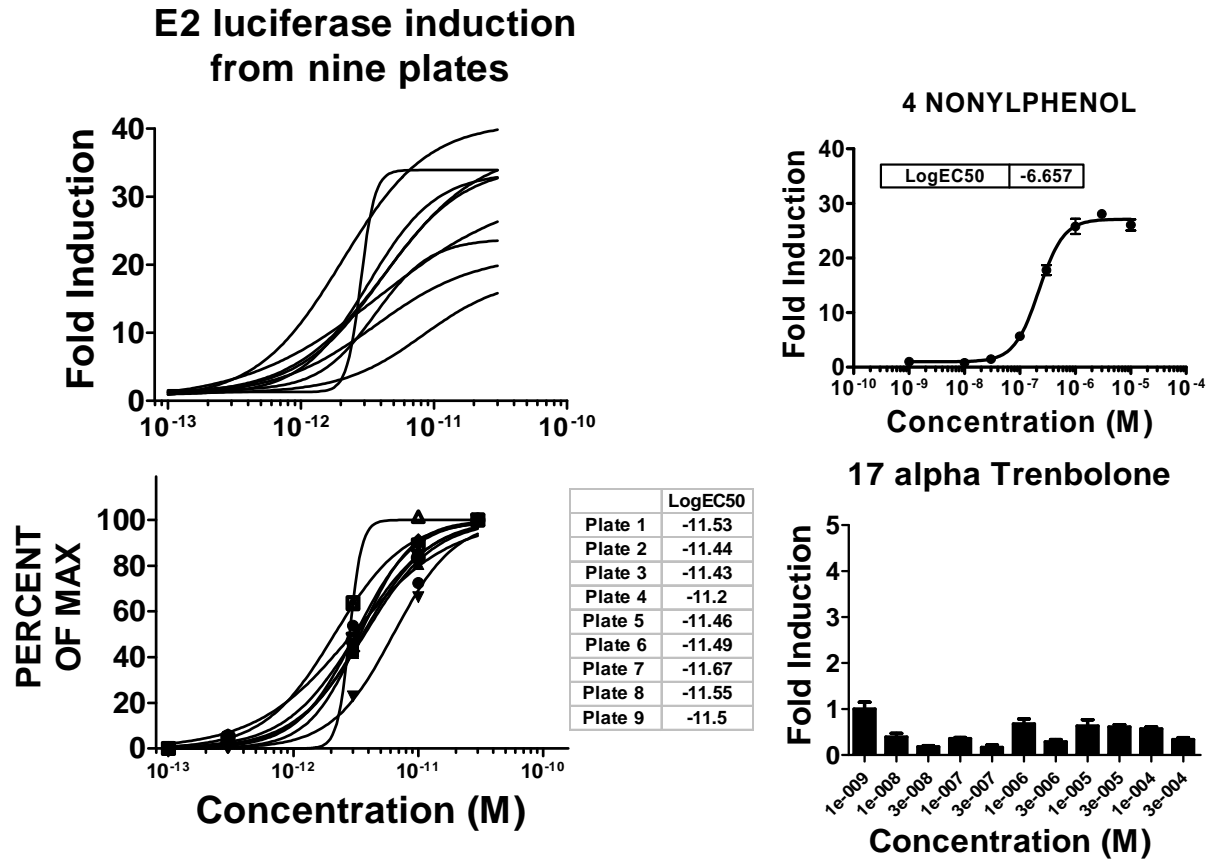 E2 luciferase induction
from nine plates
Fold Induction
40
30
20
10
0
10-13
10-12
10-11
10-10
4 NONYLPHENOL
Fold Induction
40
30
20
10
0
LogEC50 -6.657
10-10
10-9
10-8
10-7
10-6
10-5
10-4
Concentration (M)
PERCENT
OF MAX
100
80
60
40
20
0
10-13
10-12
10-11
10-10
Concentration (M)
LogEC50
Plate 1 -11.53
Plate 2 -11.44
Plate 3 -11.43
Plate 4 -11.2
Plate 5 -11.46
Plate 6 -11.49
Plate 7 -11.67
Plate 8 -11.55
Plate 9 -11.5
17 alpha Trenbolone
Fold Induction
5
4
3
2
1
0
1e-009
1e-008
3e-008
1e-007
3e-007
1e-006
3e-006
1e-005
3e-005
1e-004
3e-004
Concentration (M)